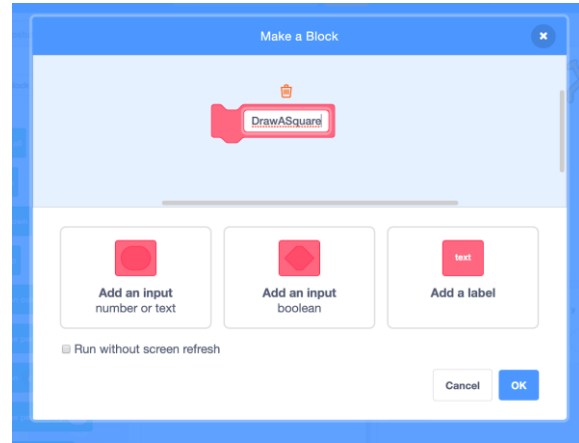 Make a Block
DrawASquare
text
Add an input
number or text
Add an input
boolean
Add a label
Run without screen refresh
Cancel
OK